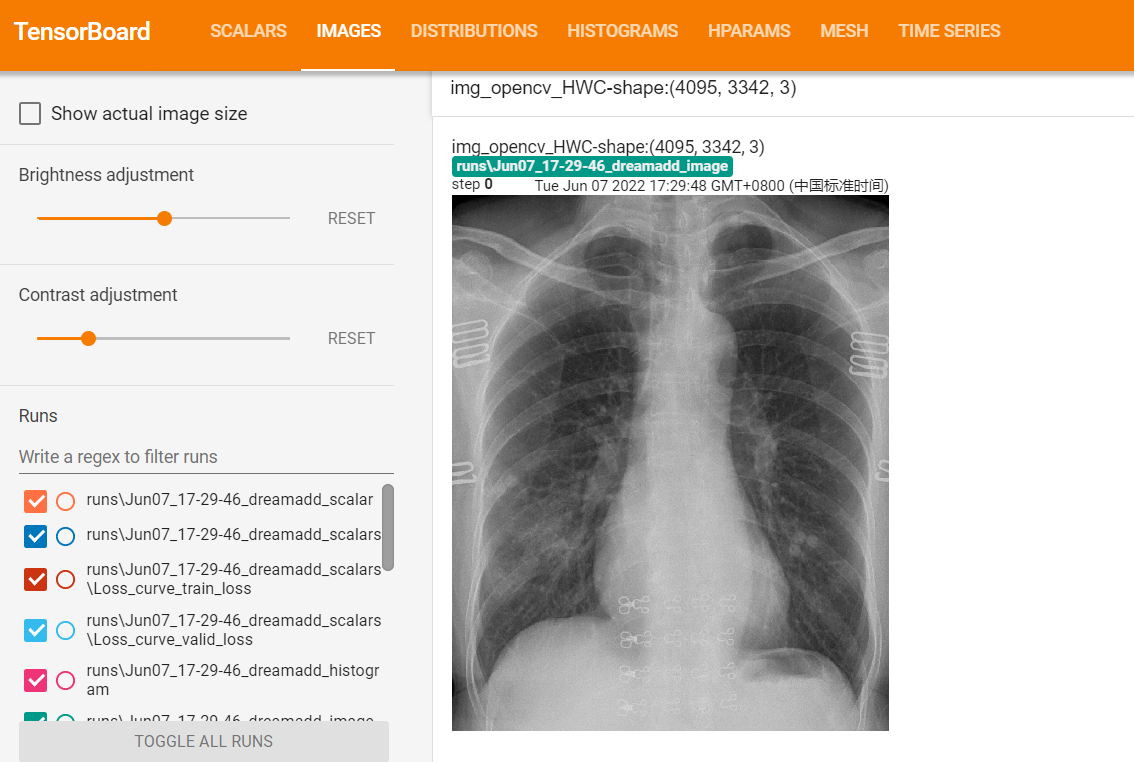 TensorBoard SCALARS IMAGES DISTRIBUTIONS HISTOGRAMS HPARAMS MESH TIME SERIES
Show actual image size
Brightness adjustment
RESET
Contrast adjustment
RESET
Runs
Write a regex to filter runs
runs\Jun07_17-29-46_dreamadd_scalar
runs\Jun07_17-29-46_dreamadd_scalars
runs\Jun07_17-29-46_dreamadd_scalars
\Loss_curve_train_loss
runs\Jun07_17-29-46_dreamadd_scalars
\Loss_curve_valid_loss
runs\Jun07_17-29-46_dreamadd_histogr
am
runs\Jun07_17-29-46_dreamadd_image
TOGGLE ALL RUNS
img_opencv_HWC-shape:(4095, 3342, 3)
img_opencv_HWC-shape:(4095, 3342, 3)
runs\Jun07_17-29-46_dreamadd_image
step 0 Tue Jun 07 2022 17:29:48 GMT+0800 (中国标准时间)